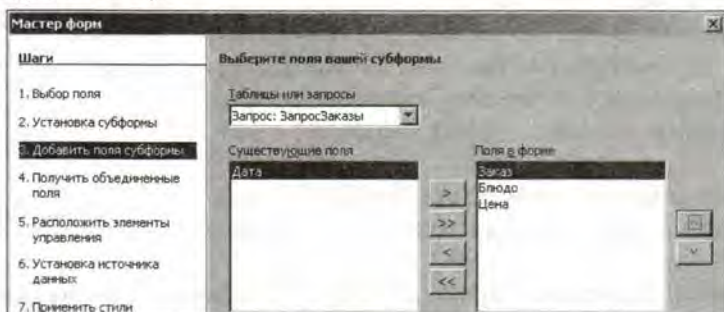 Мастер форм
Шаги
1. Выбор поля
2. Установка субформы
3. Добавить поля субформы
4. Получить объединенные
поля
5. Расположить элементы
управления
6. Установка источника
данных
7. Применить стили
Выберите поля вашей субформы
Таблицы или запросы
Запрос: ЗапросЗаказы
Существующие поля
Дата
>
>>
<
<<
Поля в форме
Заказ
Блюдо
Цена